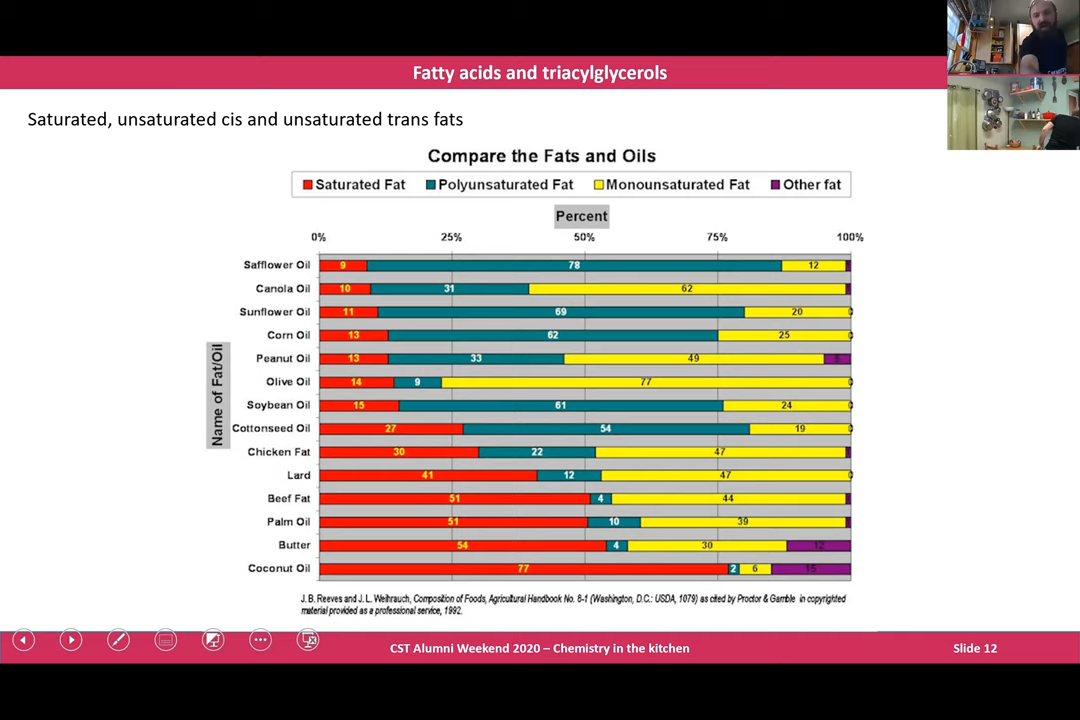 Fatty acids and triacylglycerols
Saturated, unsaturated cis and unsaturated trans fats
Compare the Fats and Oils
Saturated Fat Polyunsaturated Fat Monounsaturated Fat Other fat
Percent
0% 25% 50% 75% 100%
Name of Fat/Oil
Safflower Oil 9 78 12
Canola Oil 10 31 62
Sunflower Oil 11 69 20 0
Corn Oil 13 62 25 0
Peanut Oil 13 33 49
Olive Oil 14 9 77 0
Soybean Oil 15 61 24 0
Cottonseed Oil 27 54 19 0
Chicken Fat 30 22 47
Lard 41 12 47 0
Beef Fat 51 4 44
Palm Oil 51 10 39
Butter 54 4 30 12
Coconut Oil 77 2 6 15
J. B. Reeves and J. L. Weihrauch, Composition of Foods, Agricultural Handbook No. 8-1 (Washington, D.C.: USDA, 1079) as cited by Proctor & Gamble in copyrighted
material provided as a professional service, 1992.
CST Alumni Weekend 2020 – Chemistry in the kitchen
Slide 12